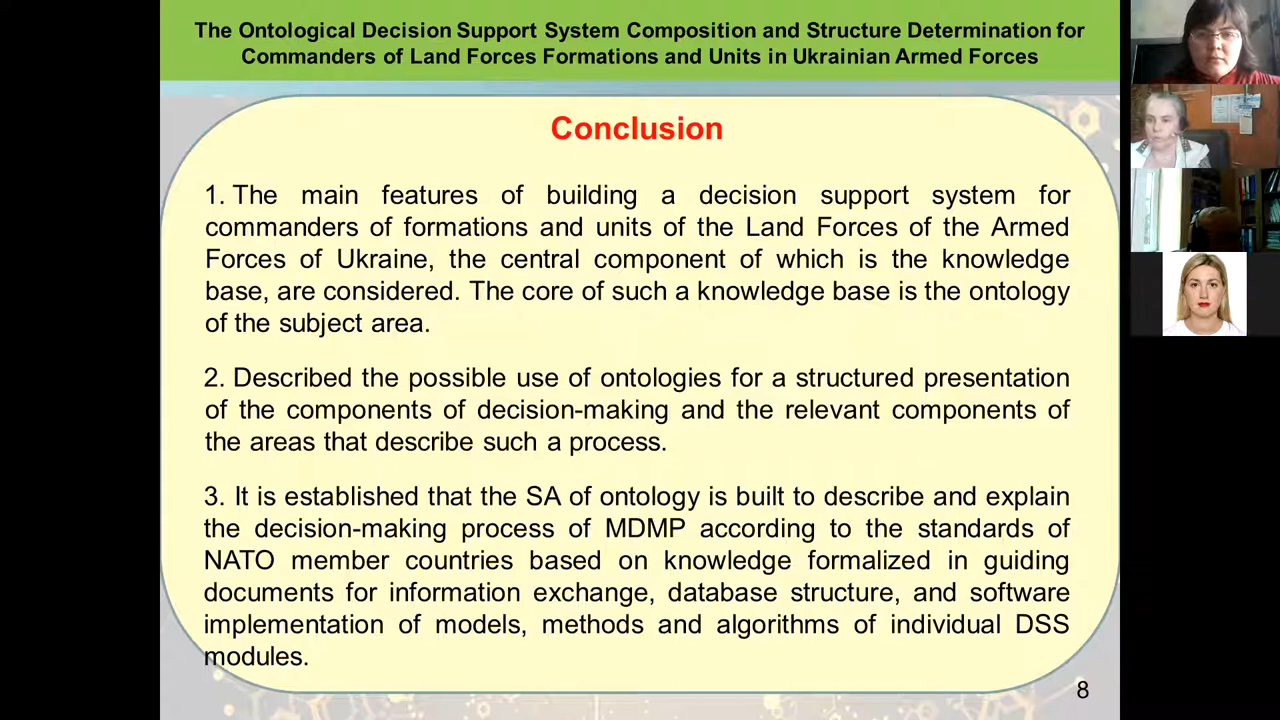 The Ontological Decision Support System Composition and Structure Determination for
Commanders of Land Forces Formations and Units in Ukrainian Armed Forces
Conclusion
1. The main features of building a decision support system for
commanders of formations and units of the Land Forces of the Armed
Forces of Ukraine, the central component of which is the knowledge
base, are considered. The core of such a knowledge base is the ontology
of the subject area.
2. Described the possible use of ontologies for a structured presentation
of the components of decision-making and the relevant components of
the areas that describe such a process.
3. It is established that the SA of ontology is built to describe and explain
the decision-making process of MDMP according to the standards of
NATO member countries based on knowledge formalized in guiding
documents for information exchange, database structure, and software
implementation of models, methods and algorithms of individual DSS
modules.
8